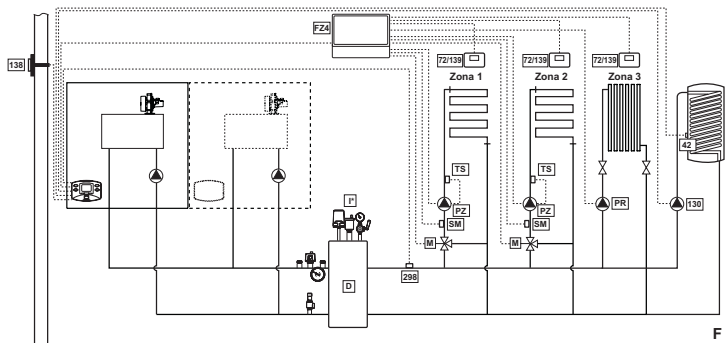 FZ4
138
72/139
72/139
72/139
Zona 1
Zona 2
Zona 3
42
TS
TS
I*
PZ
PZ
PR
130
SM
SM
M
M
D
298
F